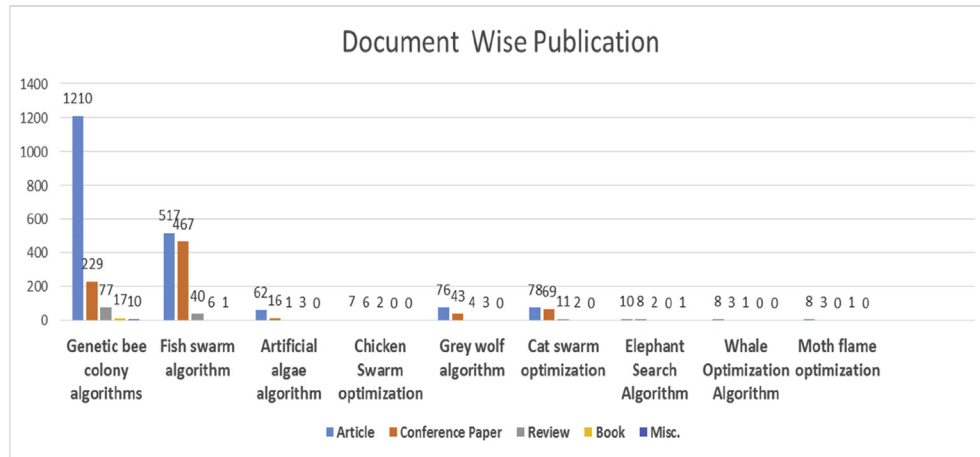 Document Wise Publication
1400
1200
1000
800
600
400
200
0
1210 229 77 17 10
517 467 40 6 1
62 16 1 3 0
7 6 2 0 0
76 43 4 3 0
78 69 11 2 0
10 8 2 0 1
8 3 1 0 0
8 3 0 1 0
Genetic bee
colony
algorithms
Fish swarm
algorithm
Artificial
algae
algorithm
Chicken
Swarm
optimization
Grey wolf
algorithm
Cat swarm
optimization
Elephant
Search
Algorithm
Whale
Optimization
Algorithm
Moth flame
optimization
Article Conference Paper Review Book Misc.